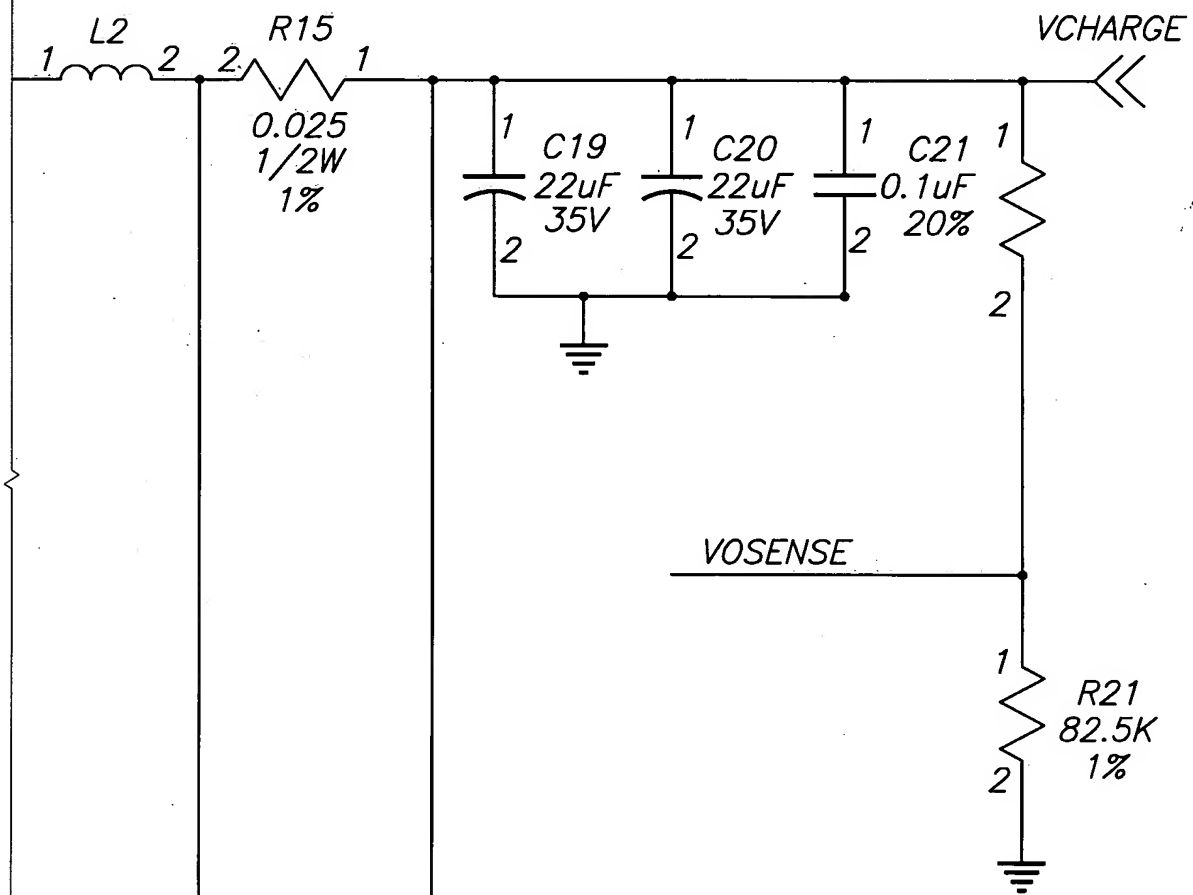 VCHARGE
L2
1 2
R15
2 1
0.025
1/2W
1%
1
C19
22uF
35V
2
1
C20
22uF
35V
2
1
C21
0.1uF
20%
2
1
2
VOSENSE
1
R21
82.5K
1%
2